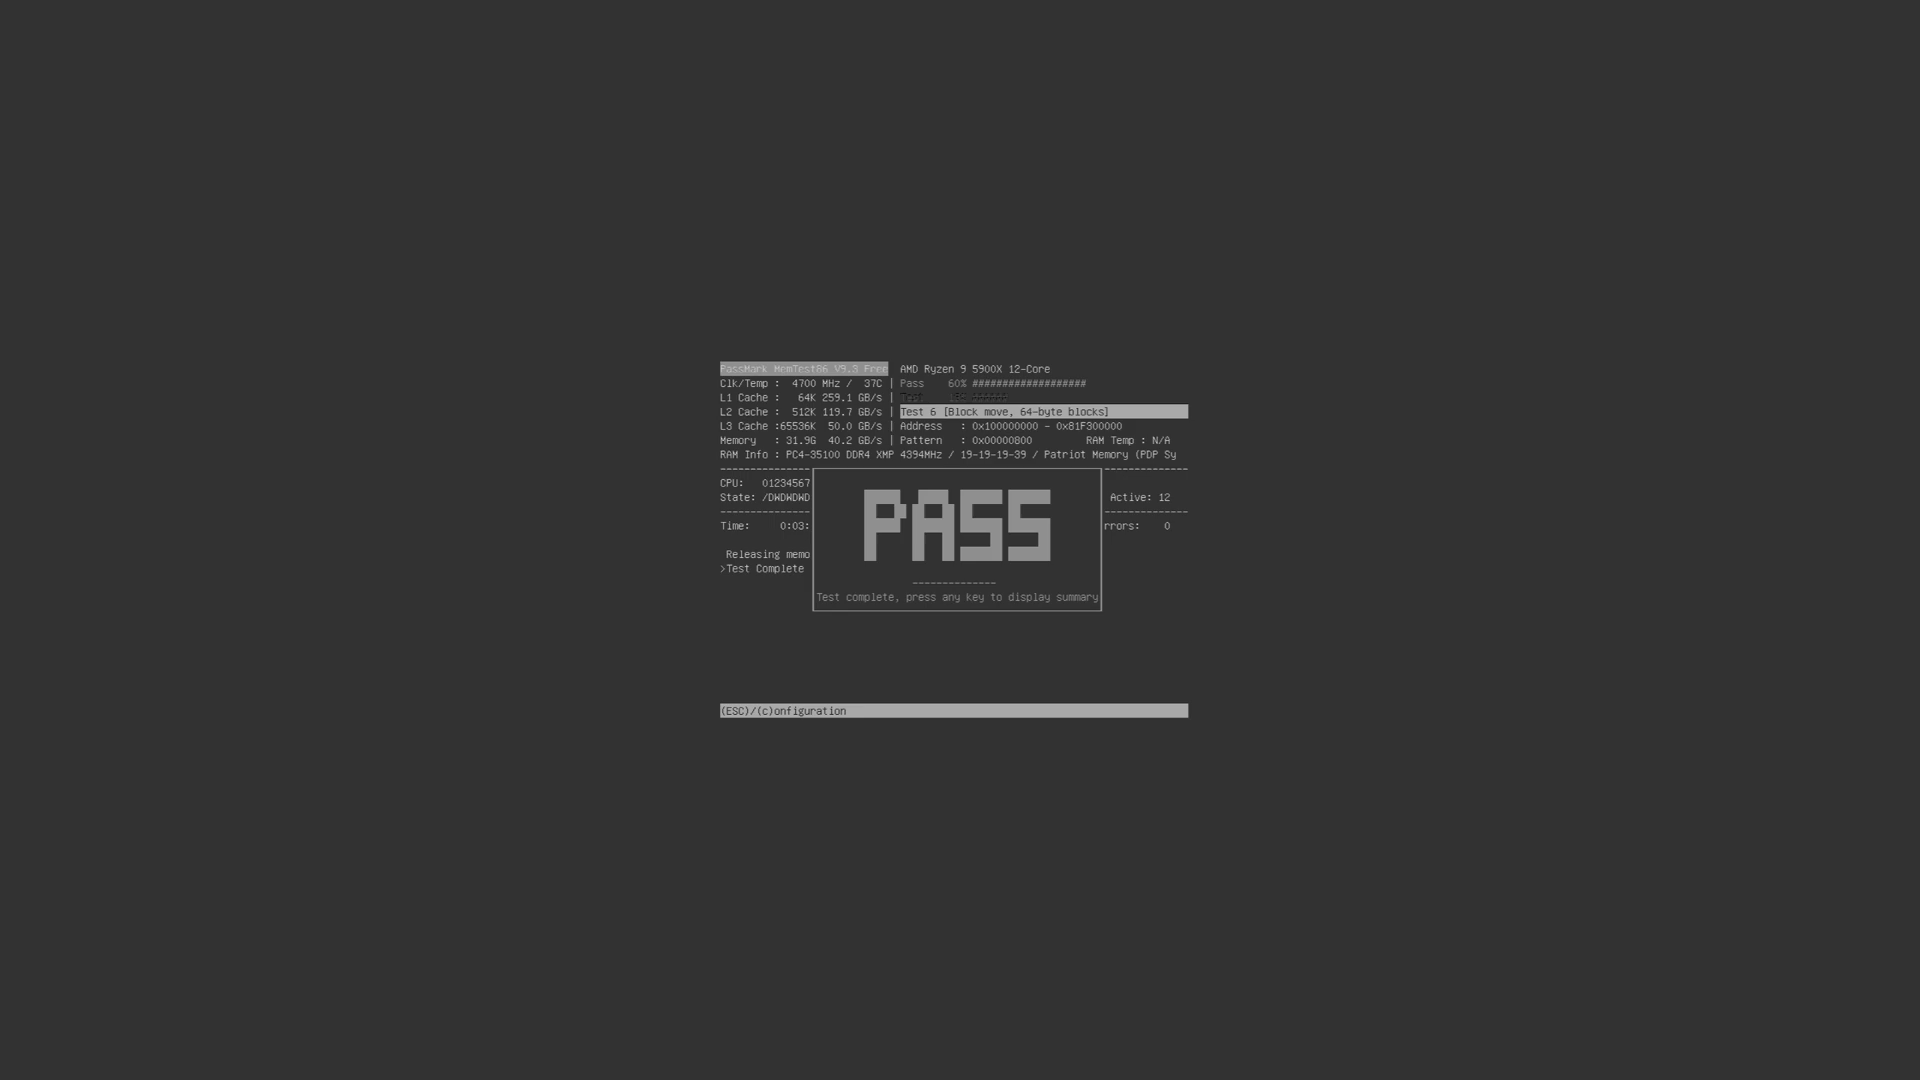 PassMark MemTest86 V9.3 Free  AMD Ryzen 9 5900X 12-Core
Clk/Temp :  4700 MHz /  37C | Pass    60% ###################
L1 Cache :   64K 259.1 GB/s | Test
L2 Cache :  512K 119.7 GB/s | Test 6 [Block move, 64-byte blocks]
L3 Cache :65536K  50.0 GB/s | Address   : 0x100000000 - 0x81F300000
Memory   : 31.9G  40.2 GB/s | Pattern   : 0x00000800         RAM Temp : N/A
RAM Info : PC4-35100 DDR4 XMP 4394MHz / 19-19-19-39 / Patriot Memory (PDP Sy
CPU:   01234567
State: /DWDWDWD
Active: 12
Time:     0:03:
rrors:    0
PASS
Releasing memo
>Test Complete
--------------
Test complete, press any key to display summary
(ESC)/(c)onfiguration